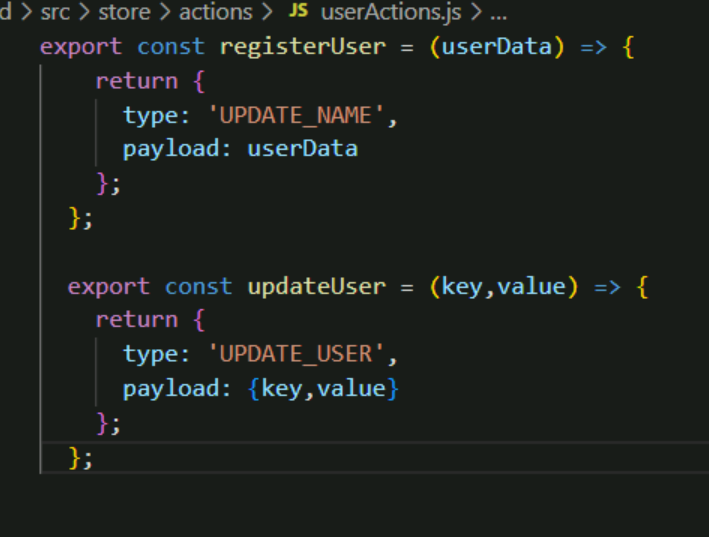 d > src > store > actions > JS userActions.js > ...
export const registerUser = (userData) => {
return {
type: 'UPDATE_NAME',
payload: userData
};
};
export const updateUser = (key,value) => {
return {
type: 'UPDATE_USER',
payload: {key,value}
};
};